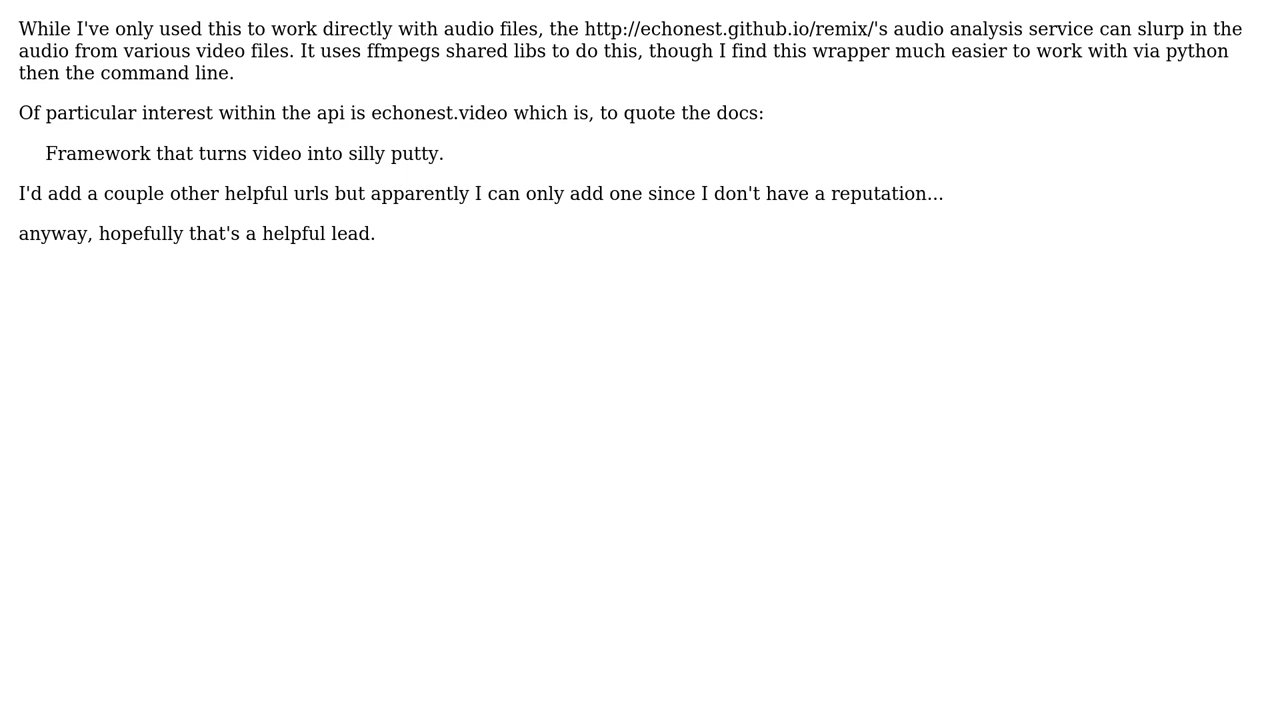 While I've only used this to work directly with audio files, the http://echonest.github.io/remix/'s audio analysis service can slurp in the
audio from various video files. It uses ffmpegs shared libs to do this, though I find this wrapper much easier to work with via python
then the command line.
Of particular interest within the api is echonest.video which is, to quote the docs:
Framework that turns video into silly putty.
I'd add a couple other helpful urls but apparently I can only add one since I don't have a reputation...
anyway, hopefully that's a helpful lead.